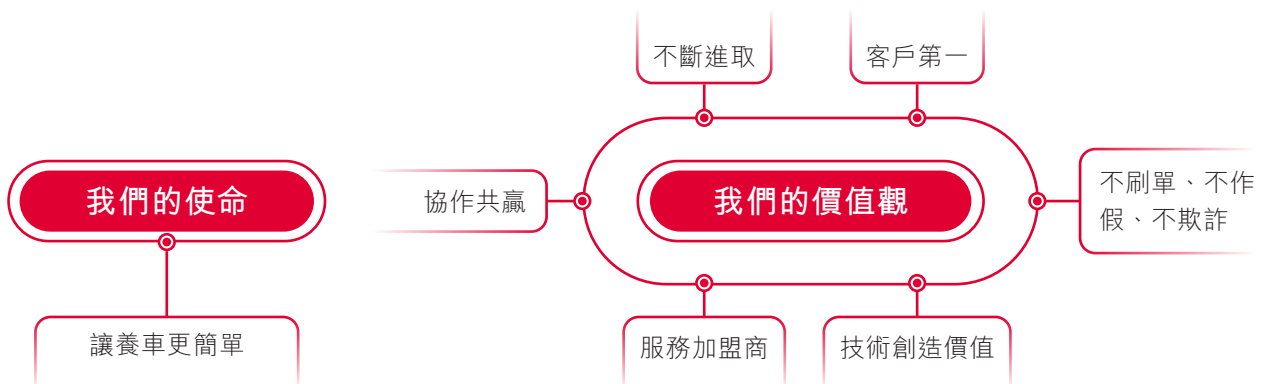 我們的使命
讓養車更簡單
我們的價值觀
不斷進取
客戶第一
不刷單、不作
假、不欺詐
技術創造價值
服務加盟商
協作共贏